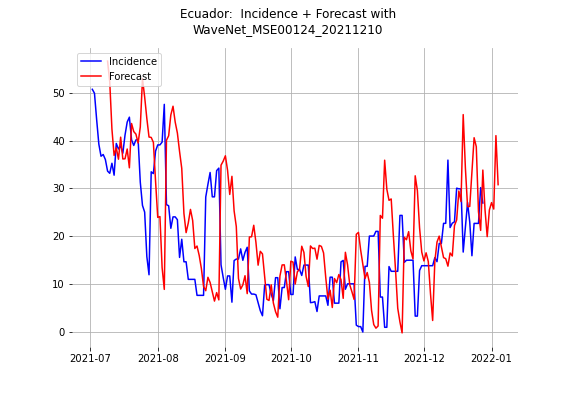 Ecuador:  Incidence + Forecast with
WaveNet_MSE00124_20211210
Incidence
Forecast
50
40
30
20
10
0
2021-07 2021-08 2021-09 2021-10 2021-11 2021-12 2022-01